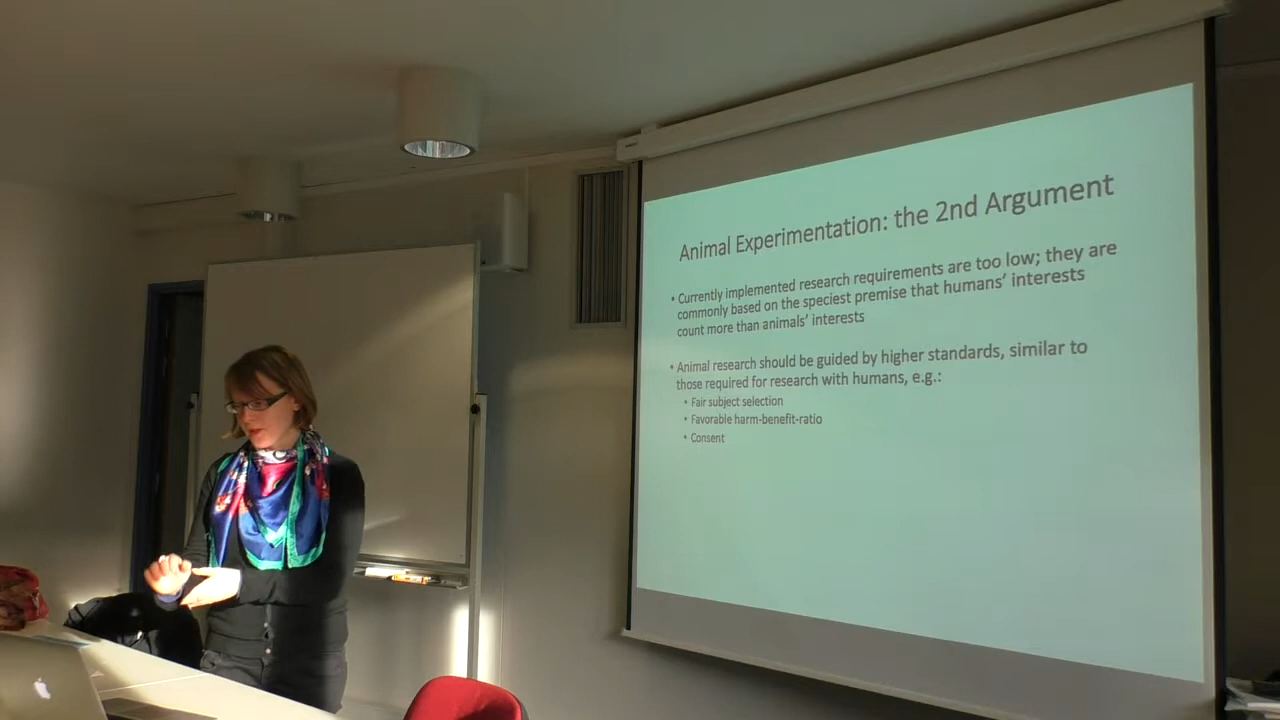 Animal Experimentation: the 2nd Argument
• Currently implemented research requirements are too low; they are
commonly based on the speciest premise that humans' interests
count more than animals' interests
• Animal research should be guided by higher standards, similar to
those required for research with humans, e.g.:
• Fair subject selection
• Favorable harm-benefit-ratio
• Consent